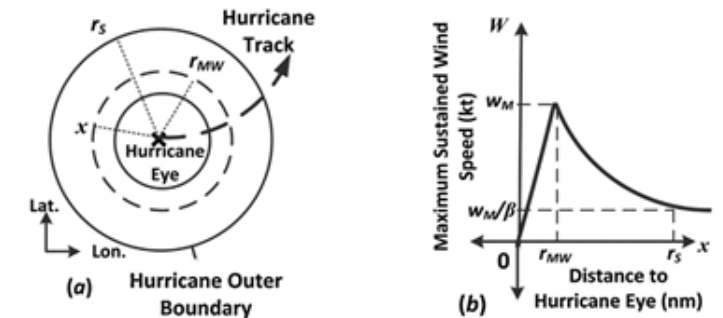 Hurricane
Track
r_S
r_MW
x
Hurricane
Eye
Lat.
Lon.
(a)
Hurricane Outer
Boundary
W
Maximum Sustained Wind
Speed (kt)
w_M
w_M/β
0
r_MW
r_S
x
Distance to
Hurricane Eye (nm)
(b)